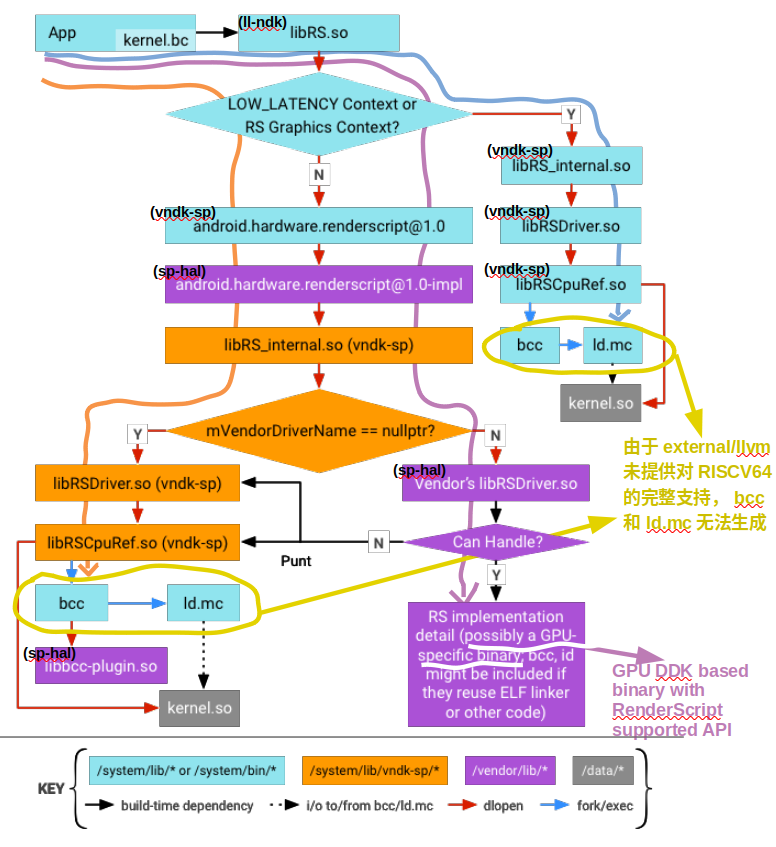 App
kernel.bc
(ll-ndk)
libRS.so
LOW_LATENCY Context or
RS Graphics Context?
Y
N
(vndk-sp)
libRS_internal.so
(vndk-sp)
android.hardware.renderscript@1.0
(vndk-sp)
libRSDriver.so
(sp-hal)
android.hardware.renderscript@1.0-impl
(vndk-sp)
libRSCpuRef.so
libRS_internal.so (vndk-sp)
bcc
ld.mc
kernel.so
mVendorDriverName == nullptr?
Y
N
由于 external/llvm
未提供对 RISCV64
的完整支持， bcc
和 ld.mc 无法生成
libRSDriver.so (vndk-sp)
(sp-hal)
Vendor's libRSDriver.so
libRSCpuRef.so (vndk-sp)
Punt
N
Can Handle?
Y
bcc
ld.mc
(sp-hal)
libbcc-plugin.so
kernel.so
RS implementation
detail (possibly a GPU-
specific binary; bcc, id
might be included if
they reuse ELF linker
or other code)
GPU DDK based
binary with
RenderScript
supported API
KEY
/system/lib/* or /system/bin/*
/system/lib/vndk-sp/*
/vendor/lib/*
/data/*
build-time dependency
i/o to/from bcc/ld.mc
dlopen
fork/exec